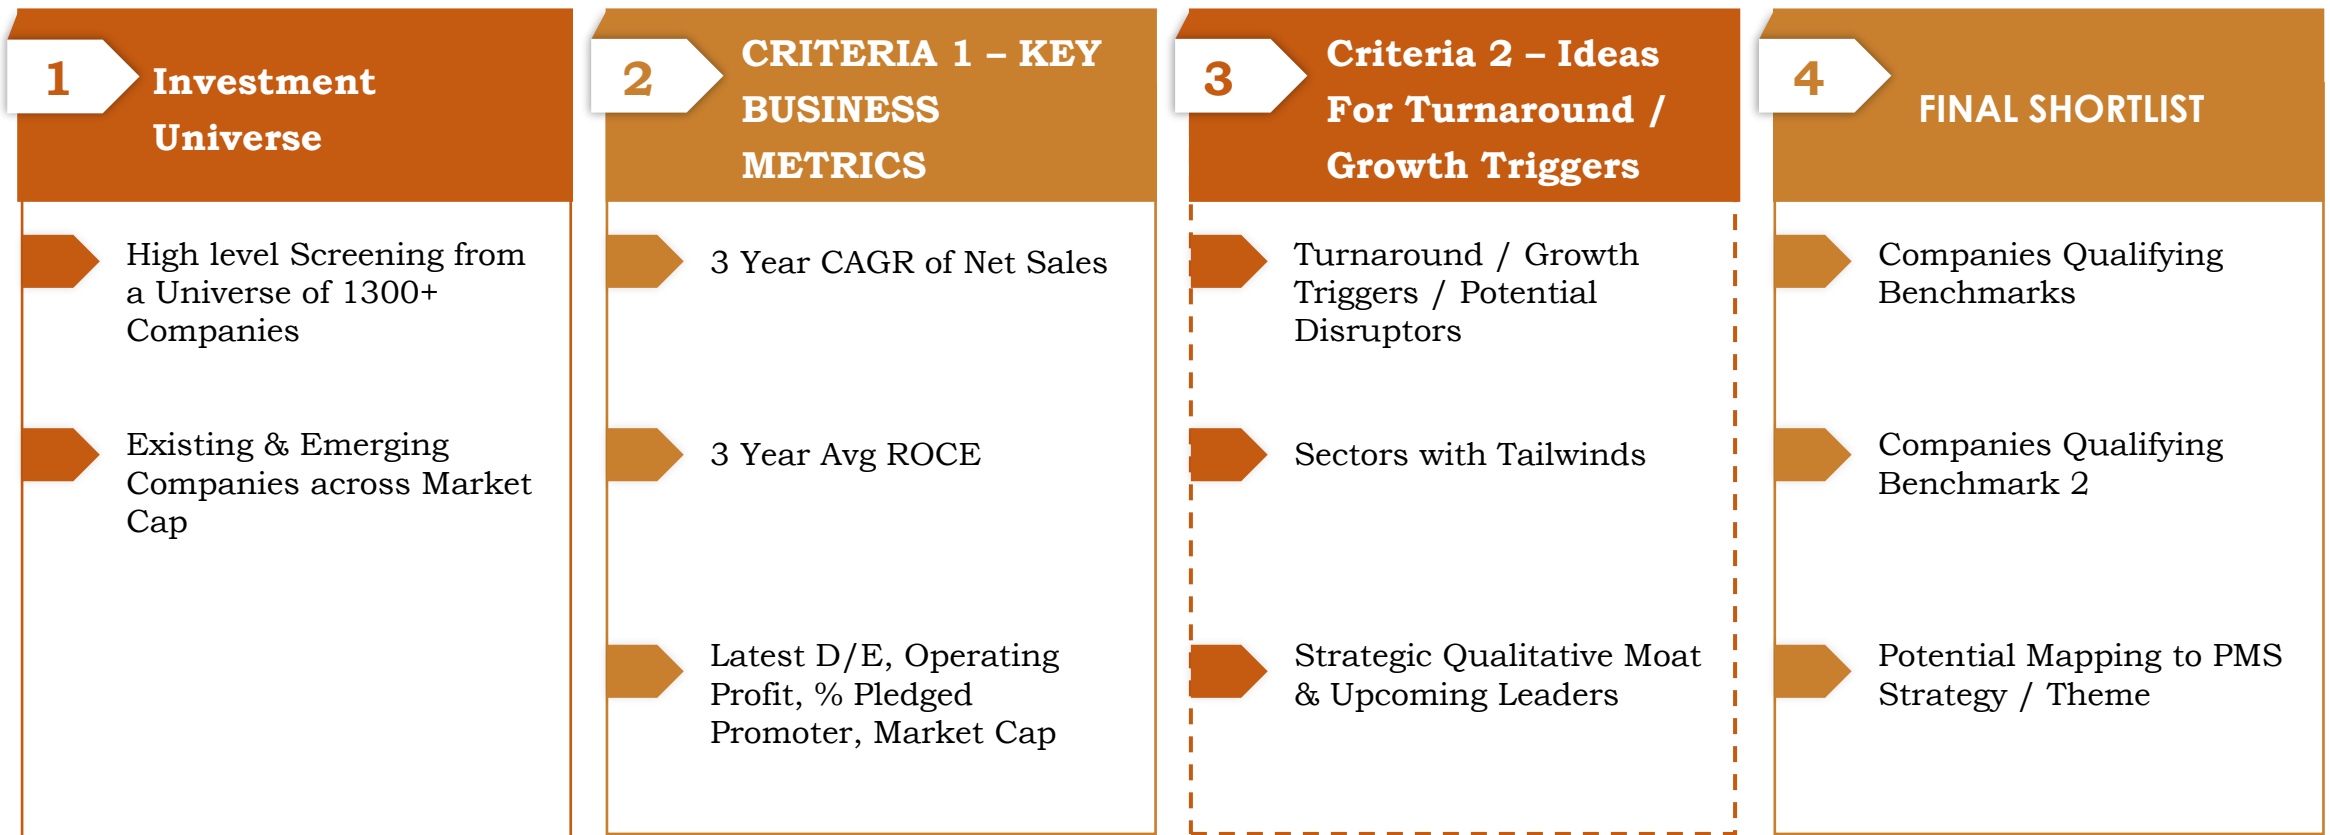 1
Investment
Universe
High level Screening from
a Universe of 1300+
Companies
Existing & Emerging
Companies across Market
Cap
2
CRITERIA 1 – KEY
BUSINESS
METRICS
3 Year CAGR of Net Sales
3 Year Avg ROCE
Latest D/E, Operating
Profit, % Pledged
Promoter, Market Cap
3
Criteria 2 – Ideas
For Turnaround /
Growth Triggers
Turnaround / Growth
Triggers / Potential
Disruptors
Sectors with Tailwinds
Strategic Qualitative Moat
& Upcoming Leaders
4
FINAL SHORTLIST
Companies Qualifying
Benchmarks
Companies Qualifying
Benchmark 2
Potential Mapping to PMS
Strategy / Theme